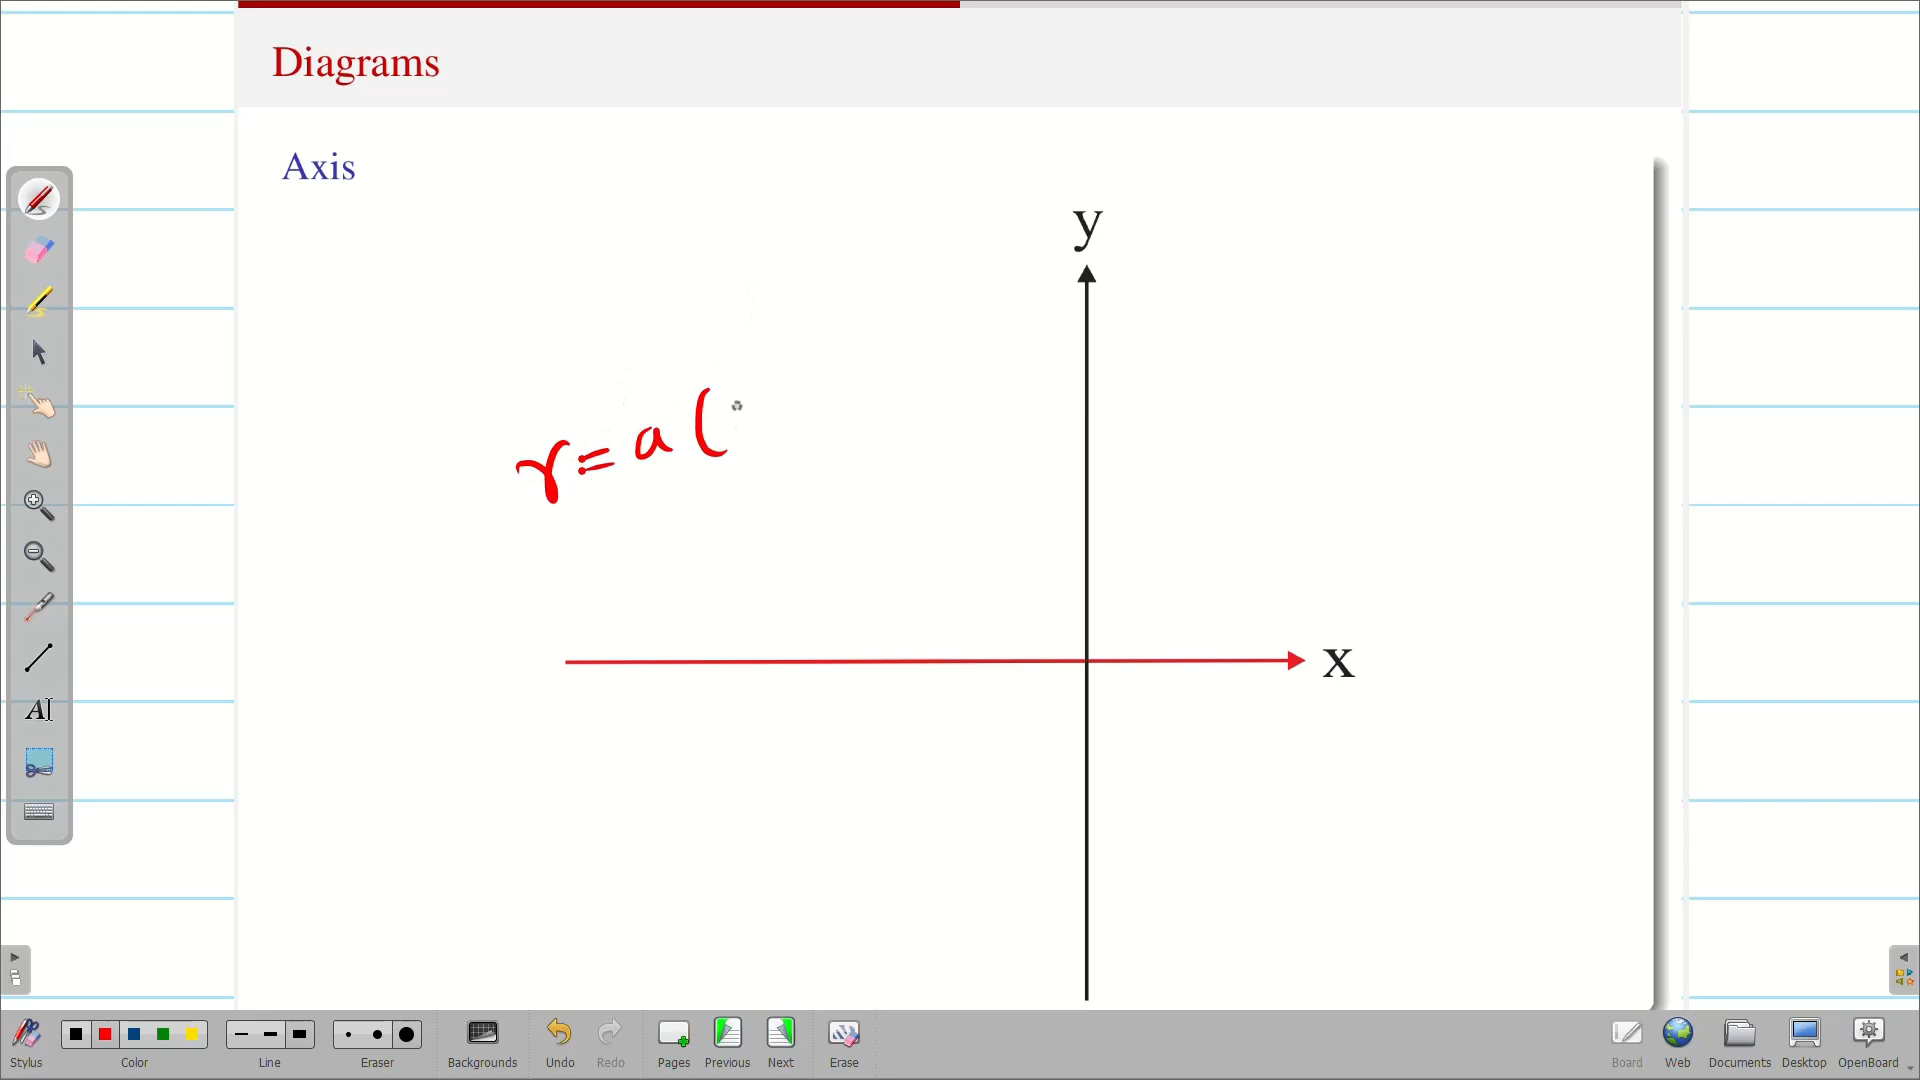 Diagrams
Axis
y
r = a (
x
A
Stylus
Color
Line
Eraser
Backgrounds
Undo
Redo
Pages
Previous
Next
Erase
Board
Web
Documents
Desktop
OpenBoard